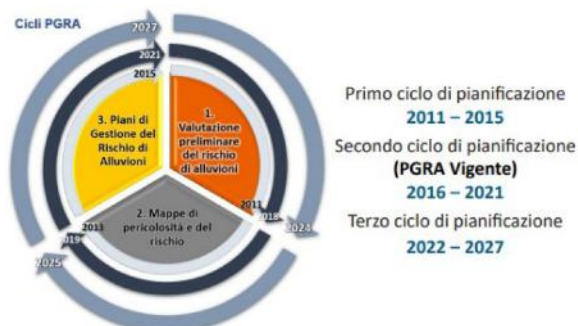 Cicli PGRA
2027
2021
2015
3. Piani di
Gestione del
Rischio di
Alluvioni
1.
Valutazione
preliminare
del rischio
di alluvioni
2011
2018
2024
2. Mappe di
pericolosità e del
rischio
2013
2019
2025
Primo ciclo di pianificazione
2011 – 2015
Secondo ciclo di pianificazione
(PGRA Vigente)
2016 – 2021
Terzo ciclo di pianificazione
2022 – 2027